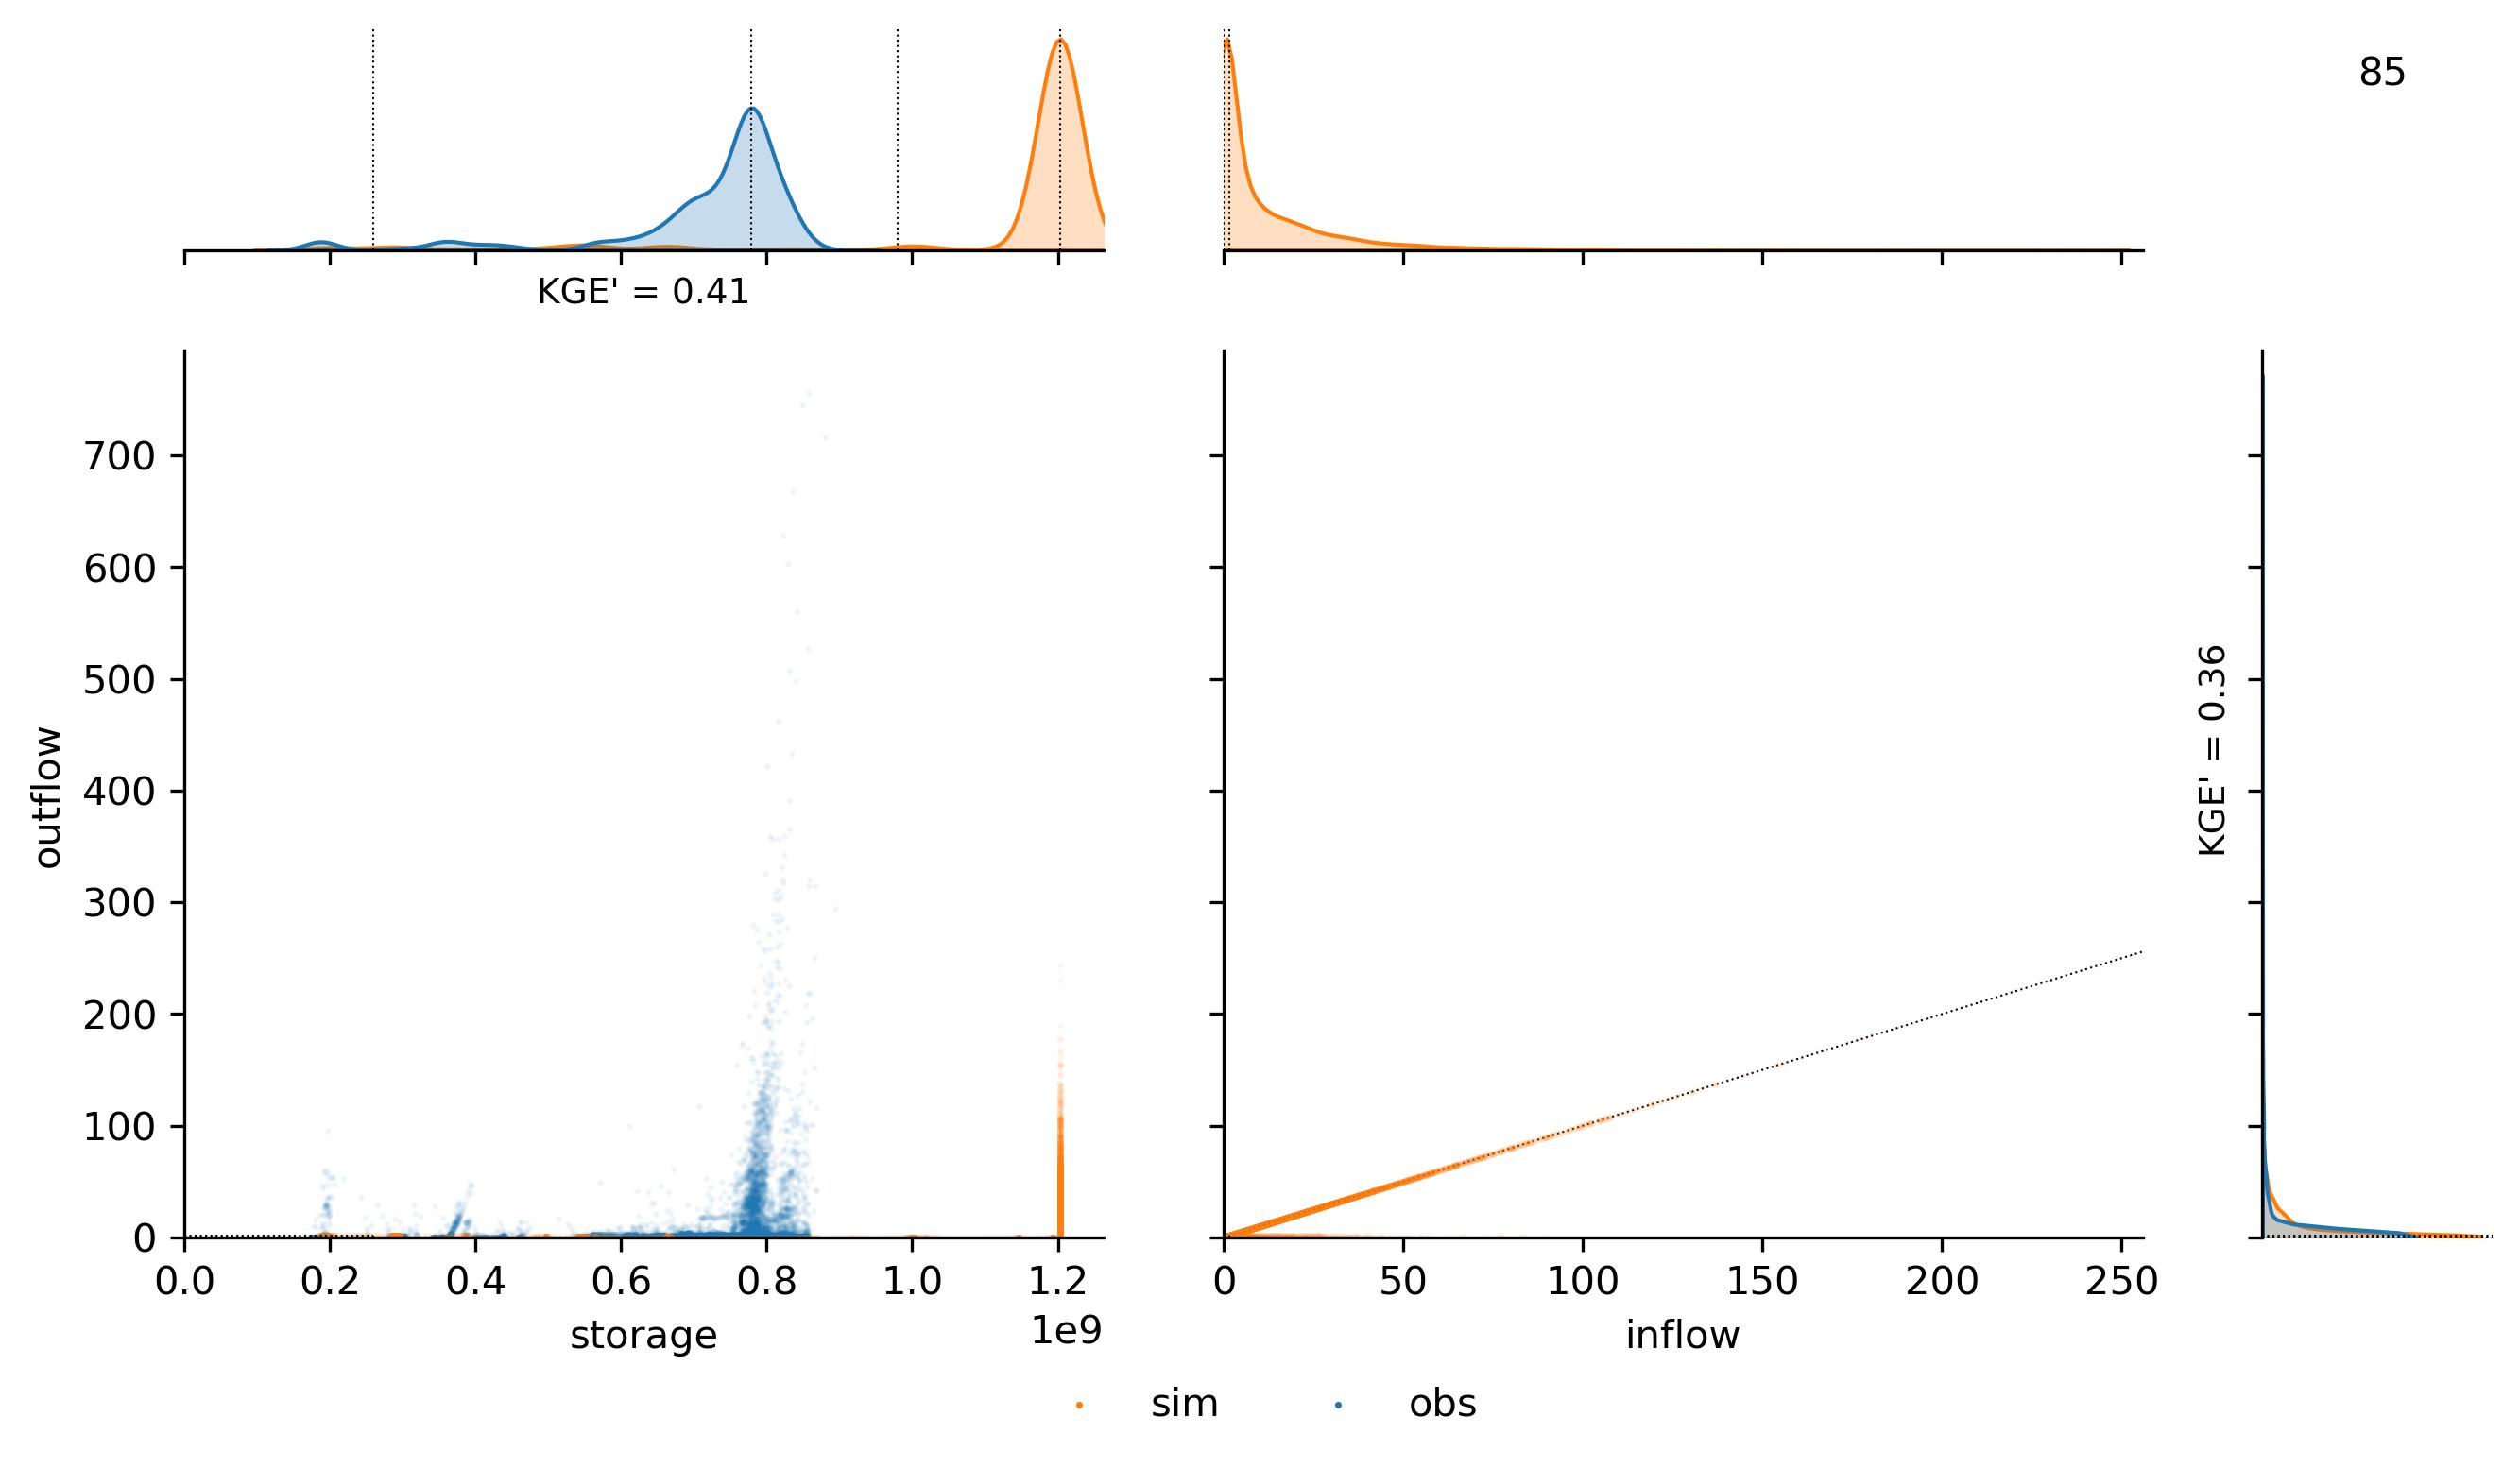 85
KGE' = 0.41
outflow
700
600
500
400
300
200
100
0
KGE' = 0.36
0.0 0.2 0.4 0.6 0.8 1.0 1.2
1e9
storage
0 50 100 150 200 250
inflow
sim obs